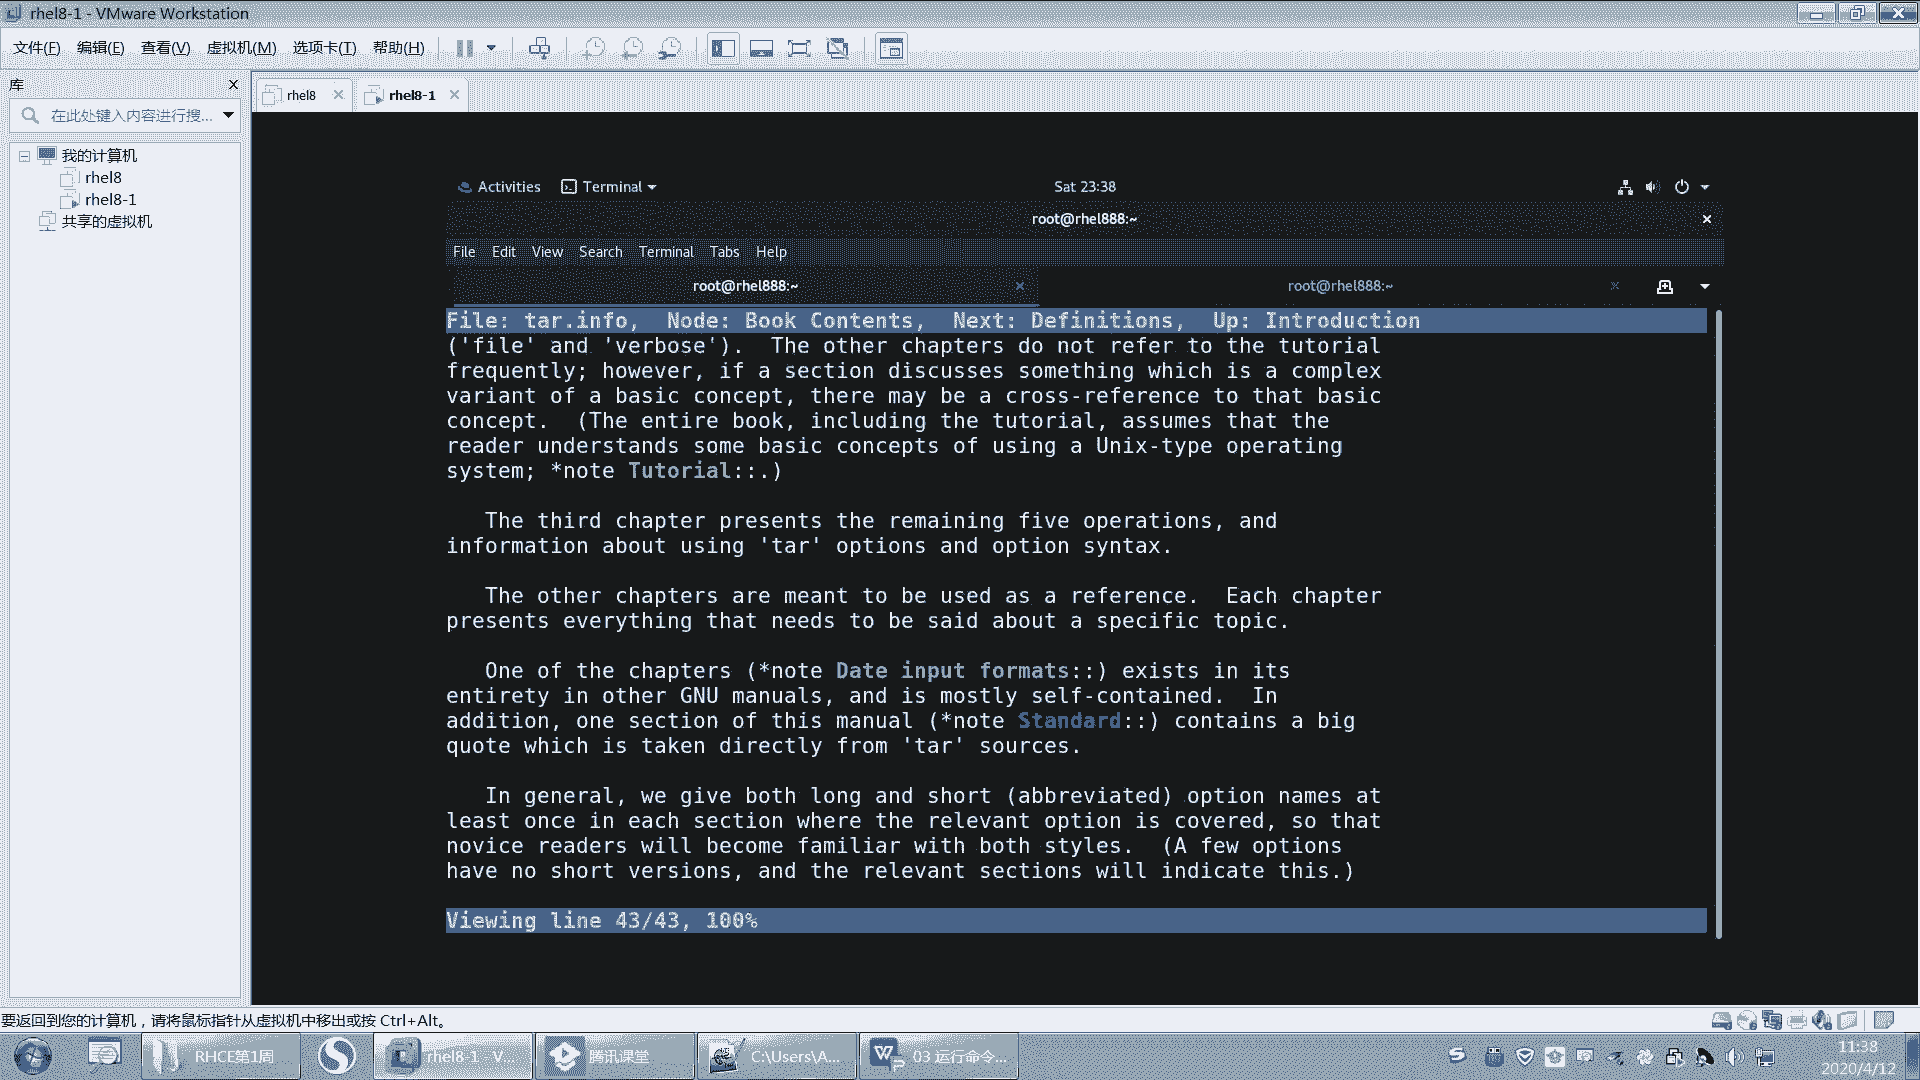 rhel8-1 - VMware Workstation
文件(F) 编辑(E) 查看(V) 虚拟机(M) 选项卡(T) 帮助(H)
库
在此处键入内容进行搜...
我的计算机
rhel8
rhel8-1
共享的虚拟机
rhel8 rhel8-1
Activities Terminal Sat 23:38
root@rhel888:~
File Edit View Search Terminal Tabs Help
root@rhel888:~ root@rhel888:~
File: tar.info,  Node: Book Contents,  Next: Definitions,  Up: Introduction
('file' and 'verbose').  The other chapters do not refer to the tutorial
frequently; however, if a section discusses something which is a complex
variant of a basic concept, there may be a cross-reference to that basic
concept.  (The entire book, including the tutorial, assumes that the
reader understands some basic concepts of using a Unix-type operating
system; *note Tutorial::.)
The third chapter presents the remaining five operations, and
information about using 'tar' options and option syntax.
The other chapters are meant to be used as a reference.  Each chapter
presents everything that needs to be said about a specific topic.
One of the chapters (*note Date input formats::) exists in its
entirety in other GNU manuals, and is mostly self-contained.  In
addition, one section of this manual (*note Standard::) contains a big
quote which is taken directly from 'tar' sources.
In general, we give both long and short (abbreviated) option names at
least once in each section where the relevant option is covered, so that
novice readers will become familiar with both styles.  (A few options
have no short versions, and the relevant sections will indicate this.)
Viewing line 43/43, 100%
要返回到您的计算机，请将鼠标指针从虚拟机中移出或按 Ctrl+Alt。
RHCE第1周 rhel8-1 - V... 腾讯课堂 C:\Users\A... 03 运行命令...
11:38
2020/4/12